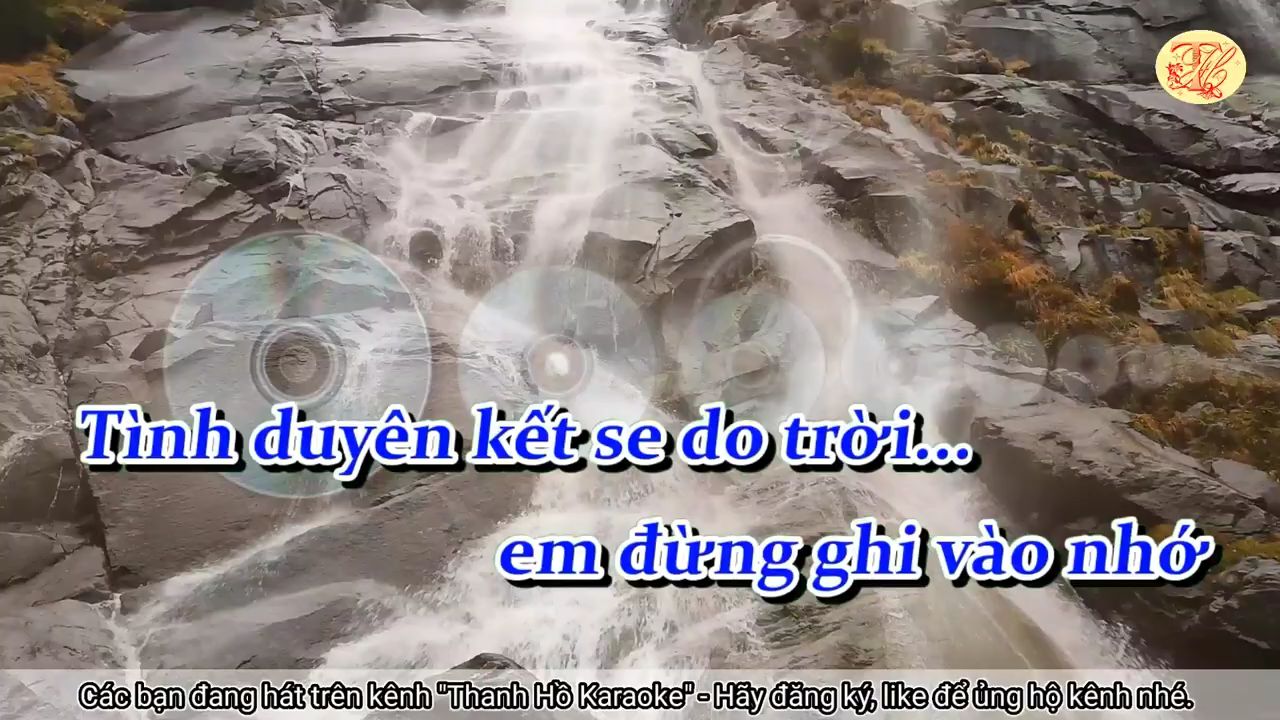 Tình duyên kết se do trời...
em đừng ghi vào nhớ
Các bạn đang hát trên kênh "Thanh Hồ Karaoke" - Hãy đăng ký, like để ủng hộ kênh nhé.